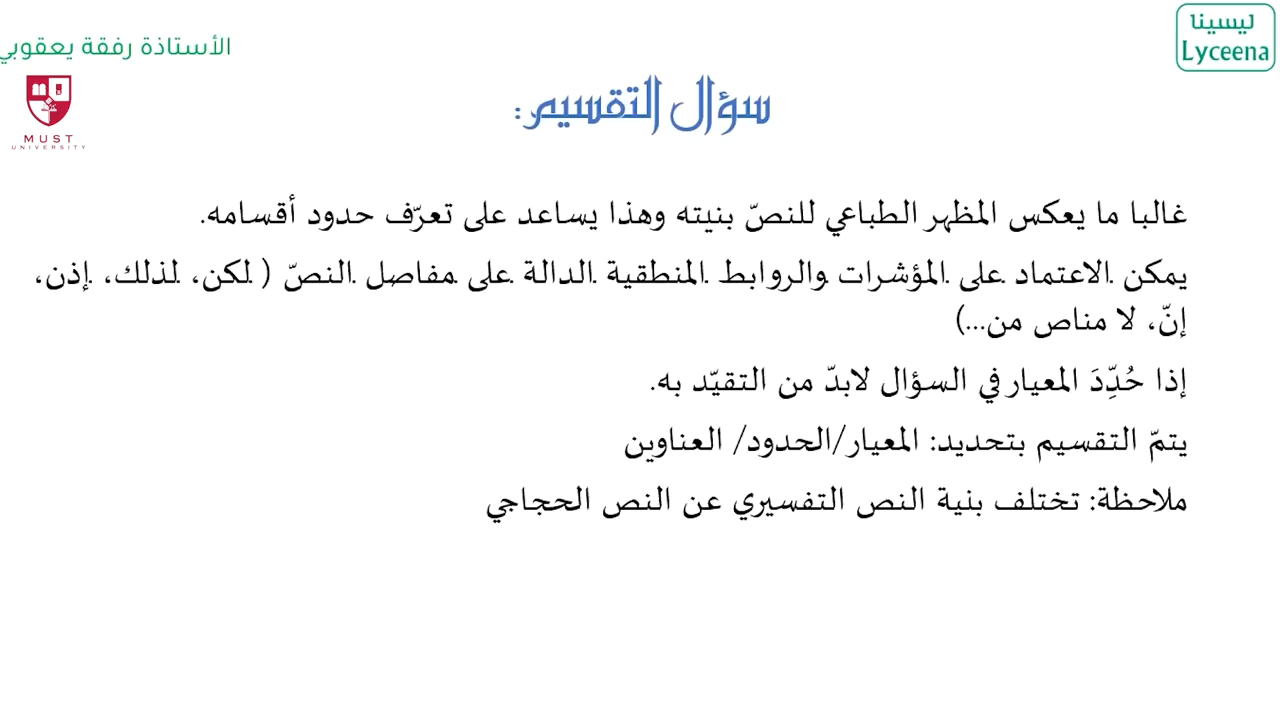 ليسينا
Lyceena
الأستاذة رفقة يعقوبي
MUST
UNIVERSITY
سؤال التقسيم:
غالبا ما يعكس المظهر الطباعي للنصّ بنيته وهذا يساعد على تعرّف حدود أقسامه.
يمكن الاعتماد على المؤشرات والروابط المنطقية الدالة على مفاصل النصّ ( لكن، لذلك، إذن،
إنّ، لا مناص من...)
إذا حُدِّدَ المعيار في السؤال لابدّ من التقيّد به.
يتمّ التقسيم بتحديد: المعيار/الحدود/ العناوين
ملاحظة: تختلف بنية النص التفسيري عن النص الحجاجي